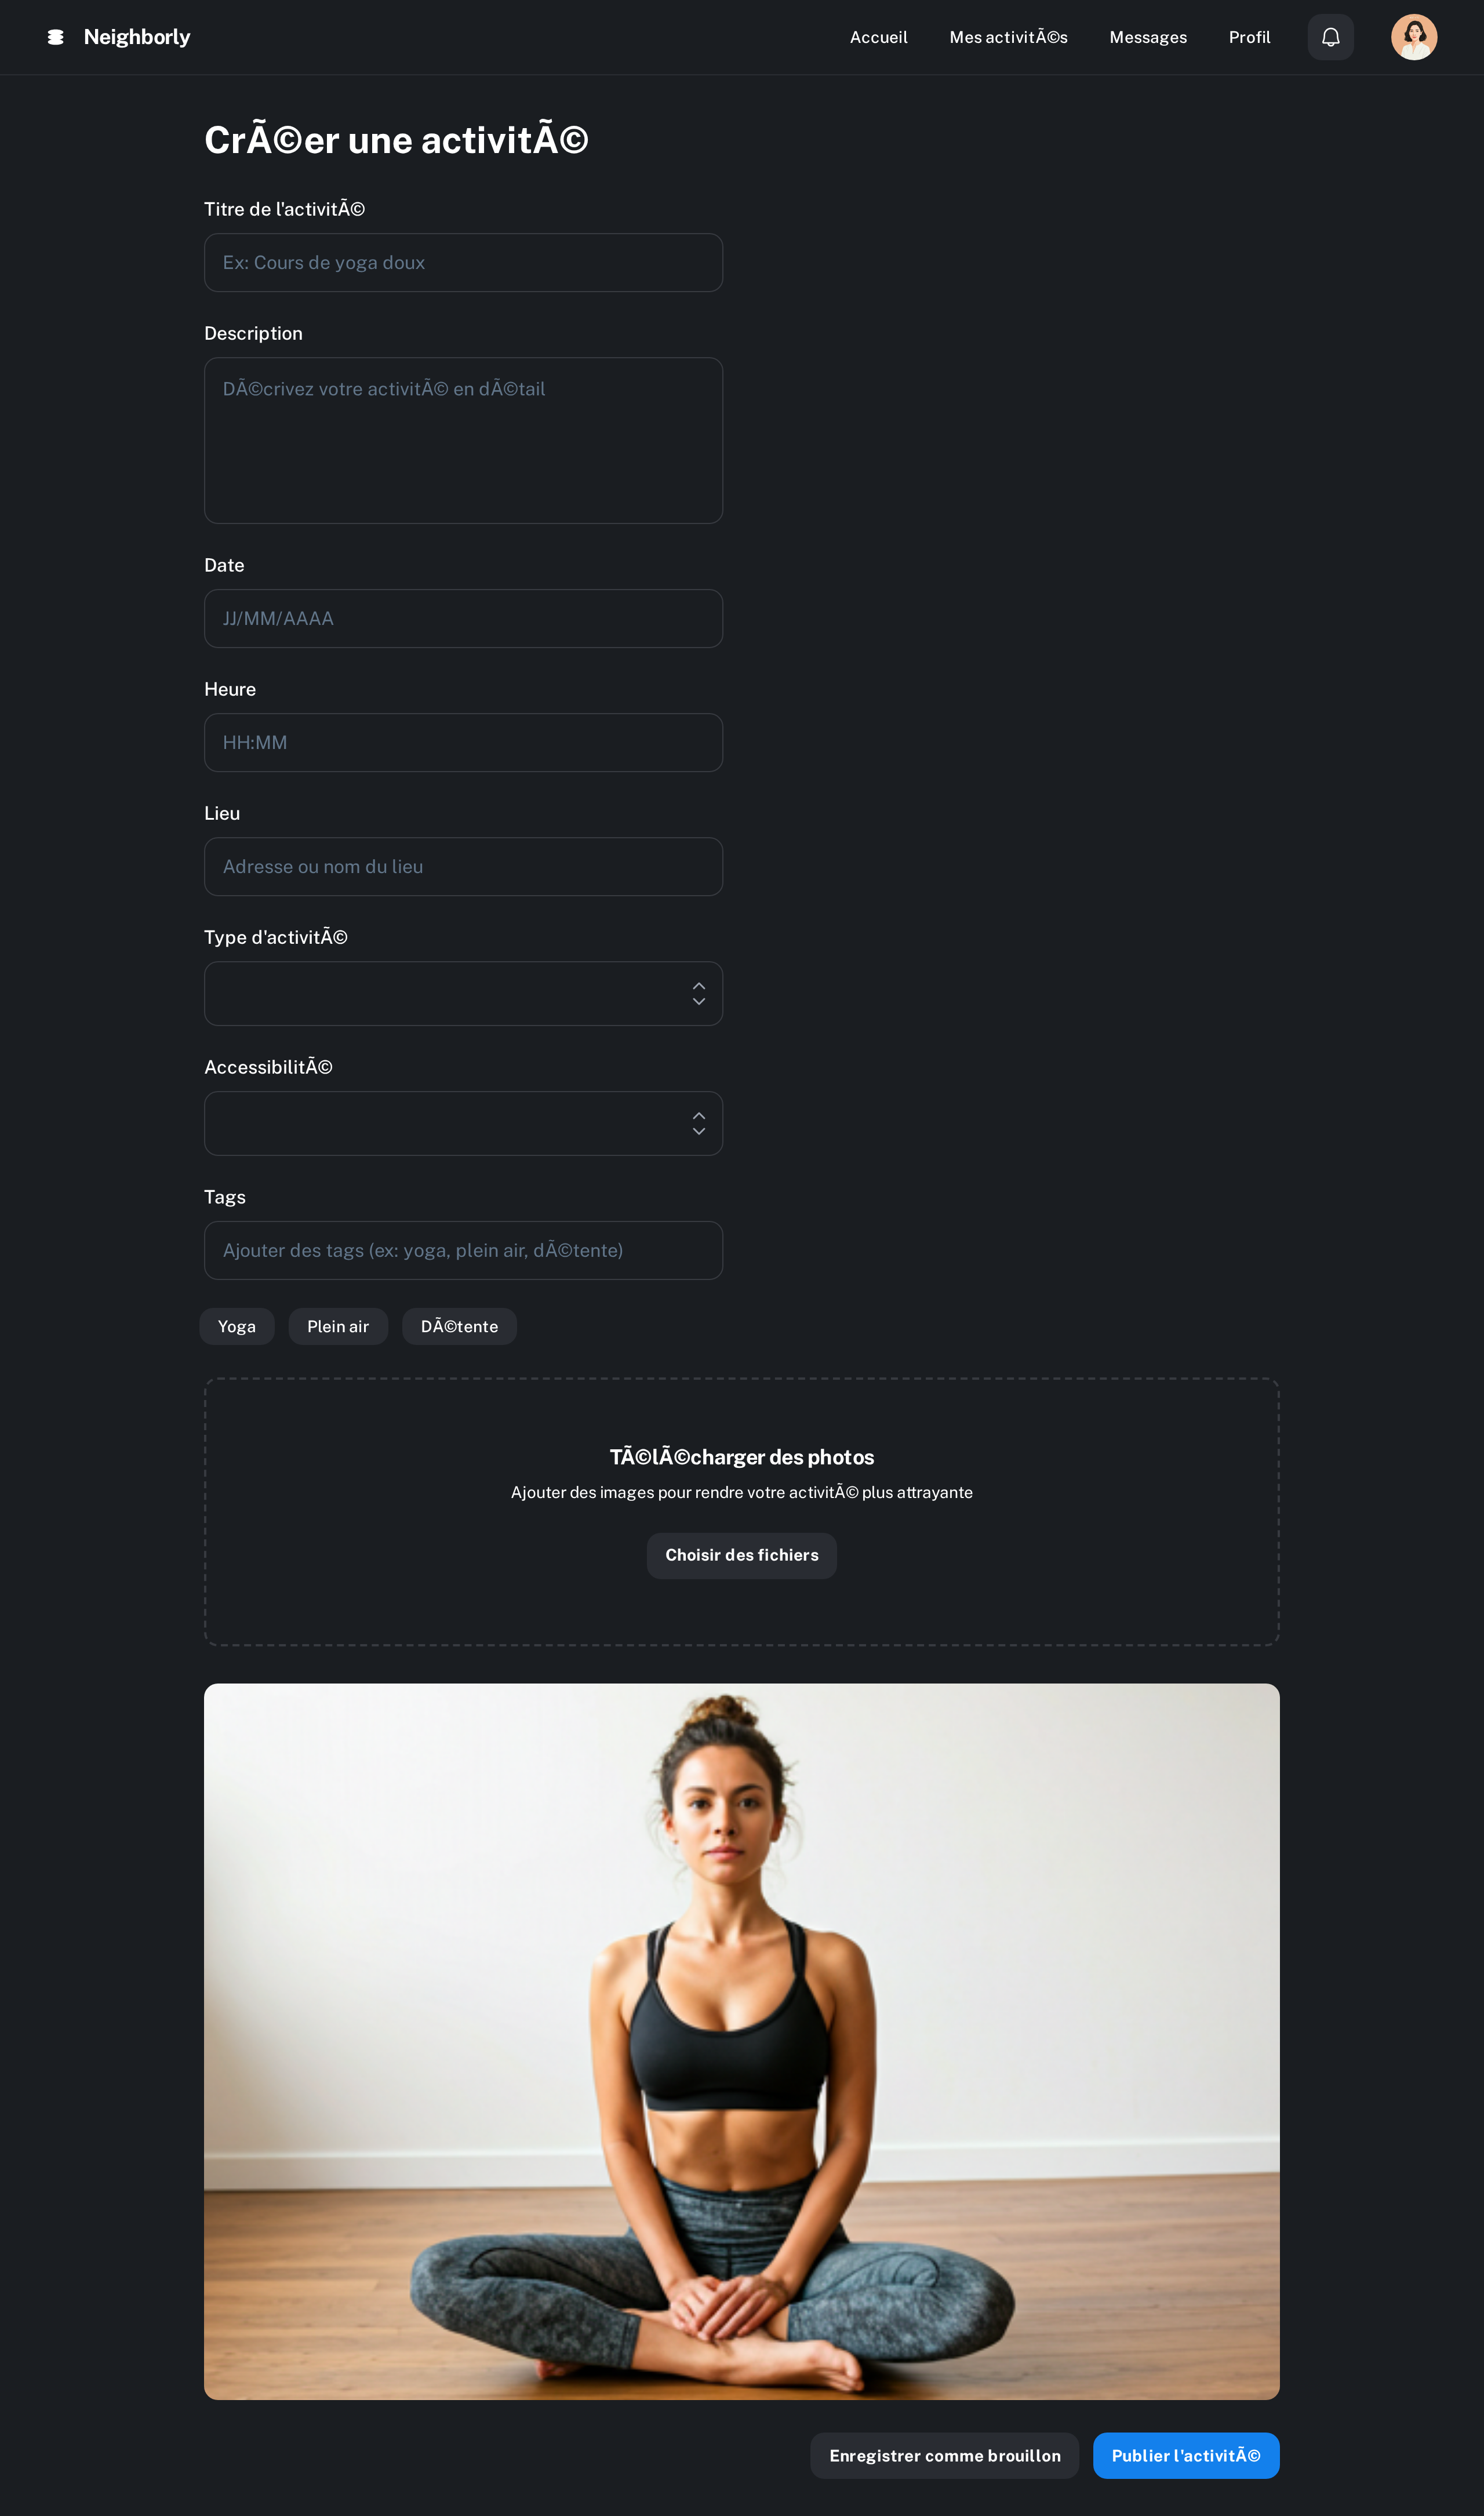 Neighborly
Accueil
Mes activitÃ©s
Messages
Profil
CrÃ©er une activitÃ©
Titre de l'activitÃ©
Ex: Cours de yoga doux
Description
DÃ©crivez votre activitÃ© en dÃ©tail
Date
JJ/MM/AAAA
Heure
HH:MM
Lieu
Adresse ou nom du lieu
Type d'activitÃ©
AccessibilitÃ©
Tags
Ajouter des tags (ex: yoga, plein air, dÃ©tente)
Yoga
Plein air
DÃ©tente
TÃ©lÃ©charger des photos
Ajouter des images pour rendre votre activitÃ© plus attrayante
Choisir des fichiers
Enregistrer comme brouillon
Publier l'activitÃ©